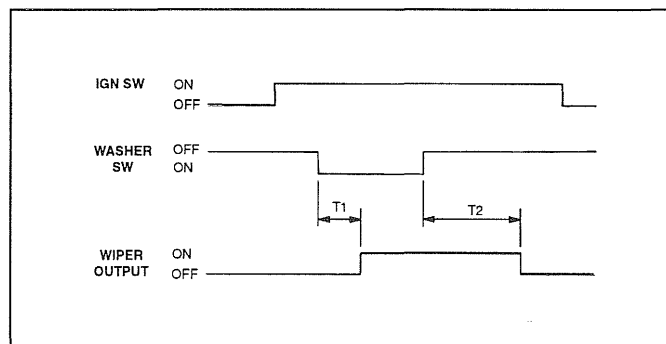 IGN SW ON
OFF
WASHER SW OFF
ON
T1 T2
WIPER OUTPUT ON
OFF